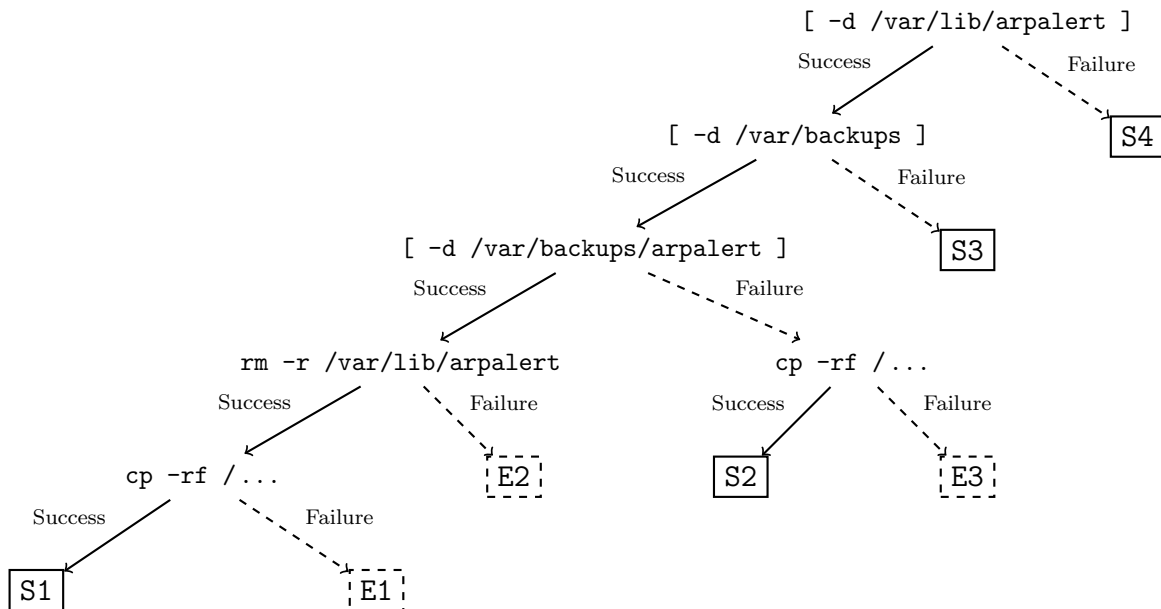 [ -d /var/lib/arpalert ]
Success
Failure
[ -d /var/backups ]
S4
Success
Failure
[ -d /var/backups/arpalert ]
S3
Success
Failure
rm -r /var/lib/arpalert
cp -rf /...
Success
Failure
Success
Failure
cp -rf /...
E2
S2
E3
Success
Failure
S1
E1